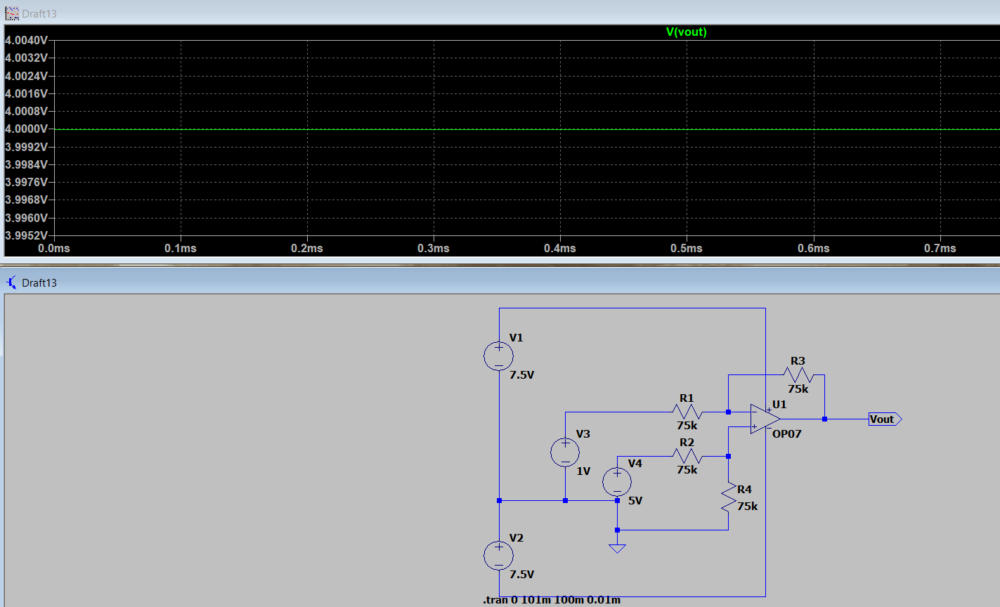 Draft13
V(vout)
4.0040V
4.0032V
4.0024V
4.0016V
4.0008V
4.0000V
3.9992V
3.9984V
3.9976V
3.9968V
3.9960V
3.9952V
0.0ms 0.1ms 0.2ms 0.3ms 0.4ms 0.5ms 0.6ms 0.7ms
Draft13
V1
7.5V
R3
75k
R1
75k
U1
OP07
Vout
V3
1V
R2
75k
V4
5V
R4
75k
V2
7.5V
.tran 0 101m 100m 0.01m